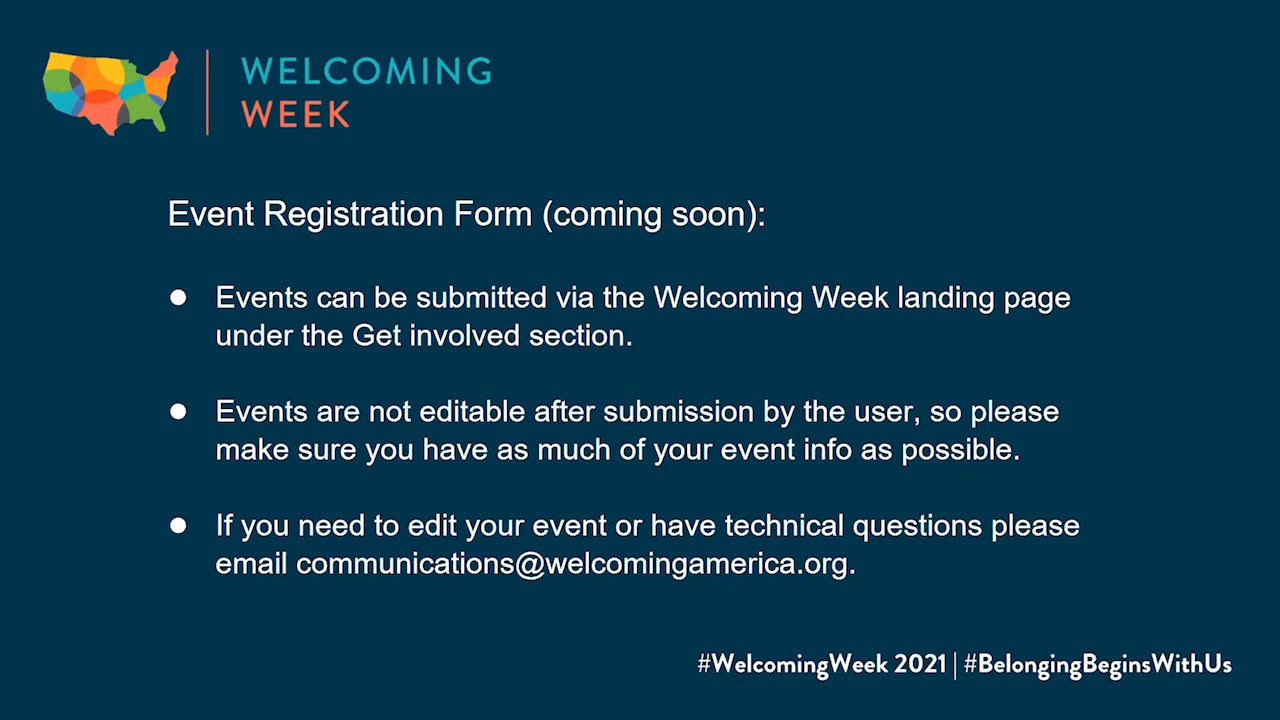 WELCOMING
WEEK
Event Registration Form (coming soon):
● Events can be submitted via the Welcoming Week landing page
under the Get involved section.
● Events are not editable after submission by the user, so please
make sure you have as much of your event info as possible.
● If you need to edit your event or have technical questions please
email communications@welcomingamerica.org.
#WelcomingWeek 2021 | #BelongingBeginsWithUs